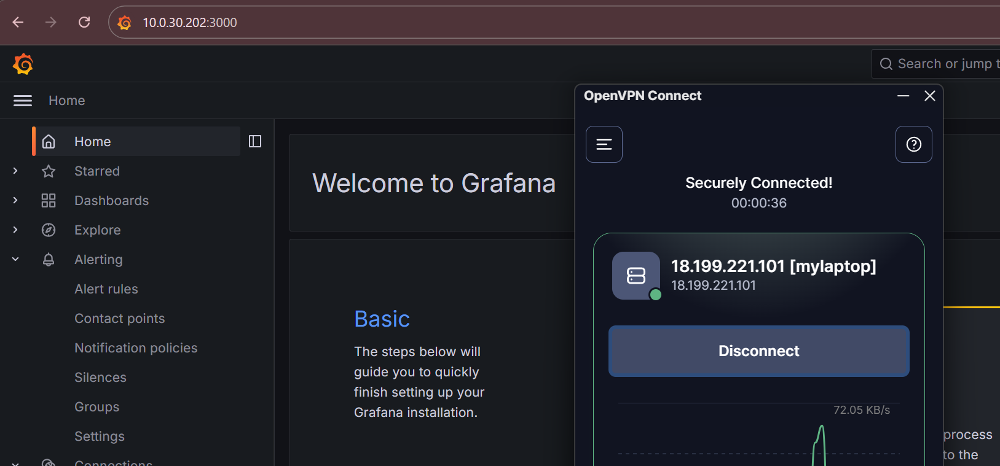 10.0.30.202:3000
Search or jump t
Home
Home
Starred
Dashboards
Explore
Alerting
Alert rules
Contact points
Notification policies
Silences
Groups
Settings
Connections
Welcome to Grafana
Basic
The steps below will
guide you to quickly
finish setting up your
Grafana installation.
process
to the
OpenVPN Connect
Securely Connected!
00:00:36
18.199.221.101 [mylaptop]
18.199.221.101
Disconnect
72.05 KB/s